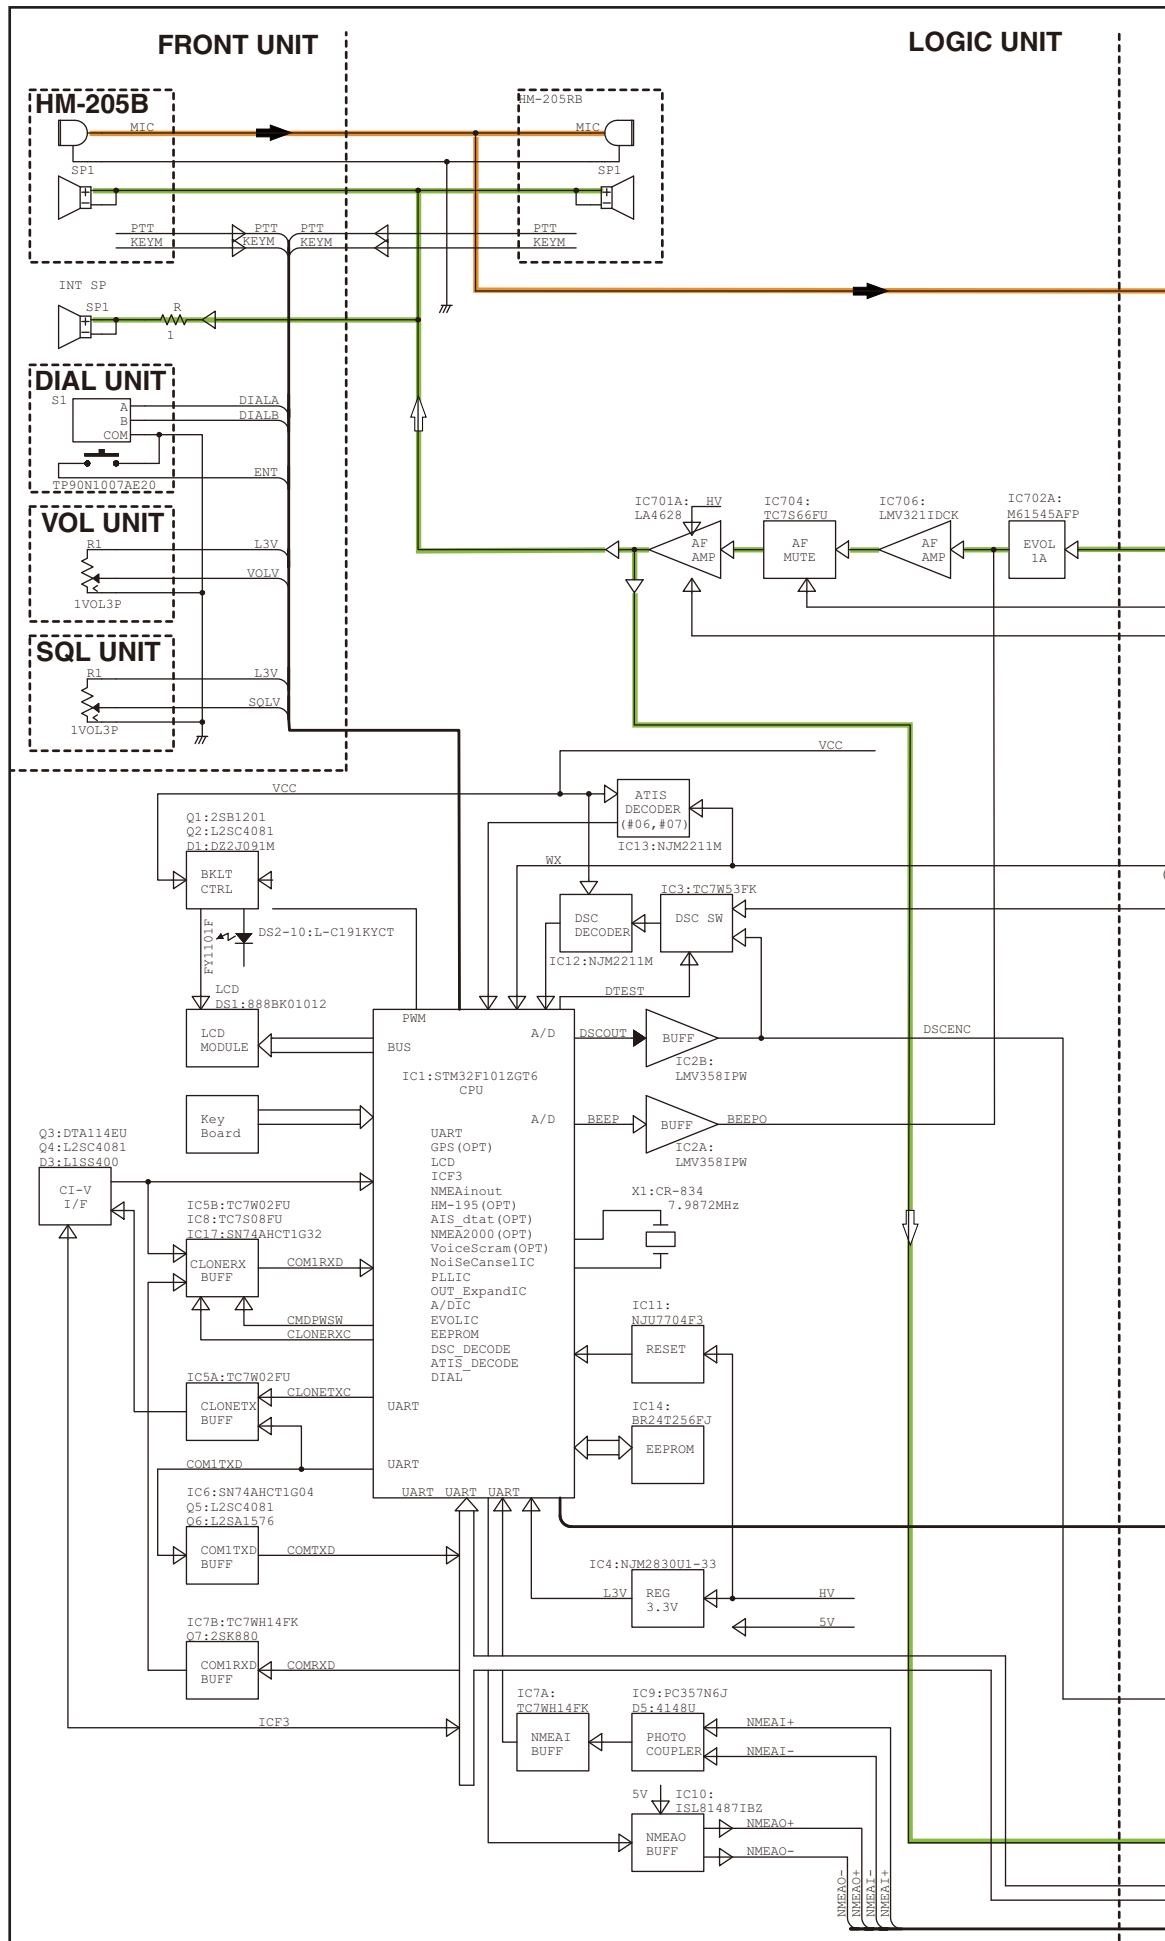 FRONT UNIT
LOGIC UNIT
HM-205B
MIC
SP1
PTT PTT PTT
KEYM KEYM KEYM
HM-205RB
MIC
SP1
PTT
KEYM
INT SP
SP1 R
1
DIAL UNIT
S1
A DIALA
B DIALB
COM
ENT
TP90N1007AE20
VOL UNIT
R1 L3V
VOLV
1VOL3P
SQL UNIT
R1 L3V
SQLV
1VOL3P
IC701A: HV
LA4628
AF
AMP
IC704:
TC7S66FU
AF
MUTE
IC706:
LMV321IDCK
AF
AMP
IC702A:
M61545AFP
EVOL
1A
VCC
VCC
ATIS
DECODER
(#06,#07)
IC13:NJM2211M
WX
Q1:2SB1201
Q2:L2SC4081
D1:DZ2J091M
BKLT
CTRL
FY1101F
DS2-10:L-C191KYCT
IC3:TC7W53FK
DSC
DECODER
DSC SW
IC12:NJM2211M
DTEST
LCD
DS1:888BK01012
LCD
MODULE
PWM
BUS
A/D
DSCOUT
BUFF
DSCENC
IC2B:
LMV358IPW
IC1:STM32F101ZGT6
CPU
A/D
BEEP
BUFF
BEEPO
IC2A:
LMV358IPW
Key
Board
UART
GPS(OPT)
LCD
ICF3
NMEAinout
HM-195(OPT)
AIS_dtat(OPT)
NMEA2000(OPT)
VoiceScram(OPT)
NoiSeCanselIC
PLLIC
OUT_ExpandIC
A/DIC
EVOLIC
EEPROM
DSC_DECODE
ATIS_DECODE
DIAL
X1:CR-834
7.9872MHz
Q3:DTA114EU
Q4:L2SC4081
D3:L1SS400
CI-V
I/F
IC5B:TC7W02FU
IC8:TC7S08FU
IC17:SN74AHCT1G32
CLONERX
BUFF
COM1RXD
CMDPWSW
CLONERXC
IC11:
NJU7704F3
RESET
IC5A:TC7W02FU
CLONETX
BUFF
CLONETXC
UART
IC14:
BR24T256FJ
EEPROM
COM1TXD
UART
UART UART UART
IC6:SN74AHCT1G04
Q5:L2SC4081
Q6:L2SA1576
COM1TXD
BUFF
COMTXD
IC4:NJM2830U1-33
L3V
REG
3.3V
HV
5V
IC7B:TC7WH14FK
Q7:2SK880
COM1RXD
BUFF
COMRXD
ICF3
IC7A:
TC7WH14FK
NMEAI
BUFF
IC9:PC357N6J
D5:4148U
PHOTO
COUPLER
NMEAI+
NMEAI-
5V IC10:
ISL81487IBZ
NMEAO
BUFF
NMEAO+
NMEAO-
NMEAO-
NMEAO+
NMEAI-
NMEAI+